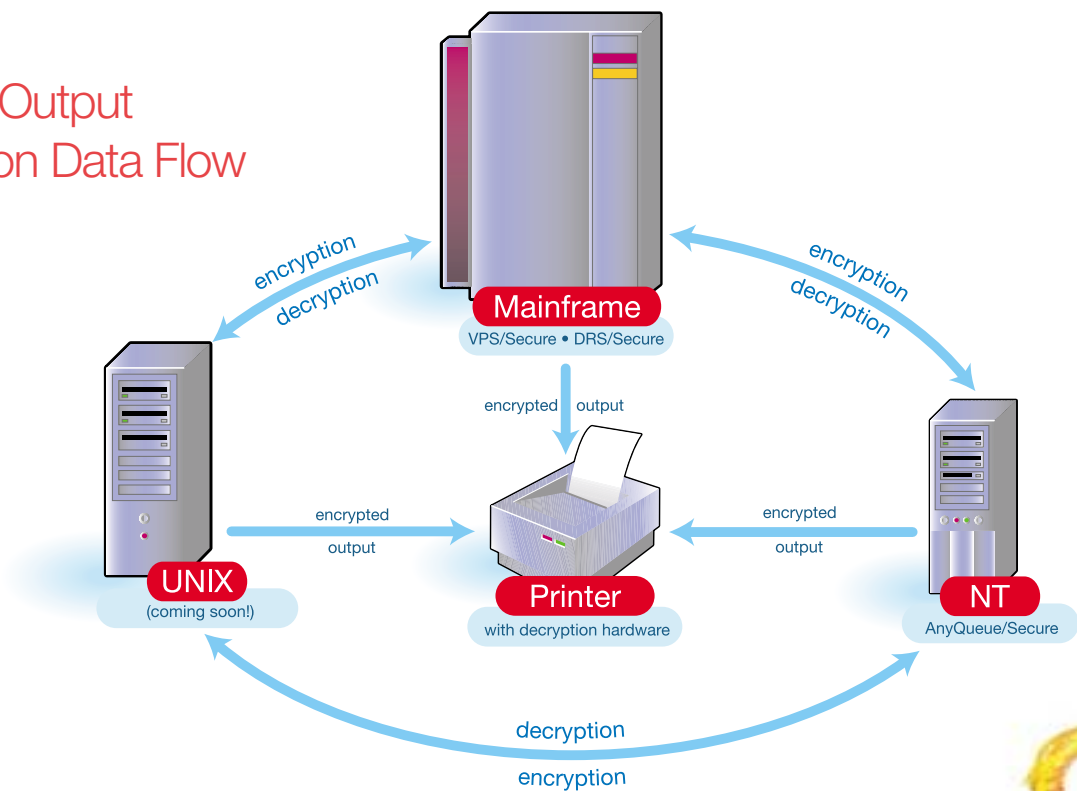 Output
on Data Flow
encryption
decryption
encryption
decryption
Mainframe
VPS/Secure • DRS/Secure
encrypted output
encrypted
output
encrypted
output
UNIX
(coming soon!)
Printer
with decryption hardware
NT
AnyQueue/Secure
decryption
encryption